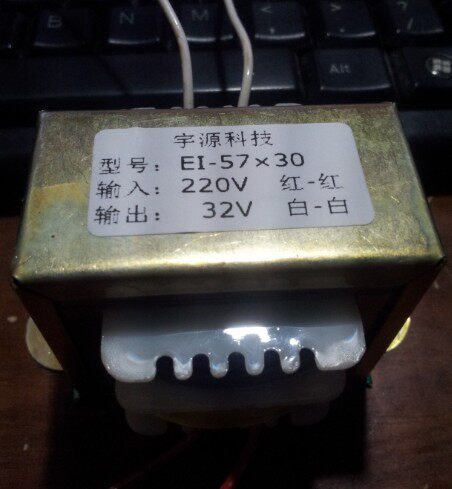 宇源科技
型号: EI-57×30
输入: 220V 红-红
输出: 32V 白-白
Alt